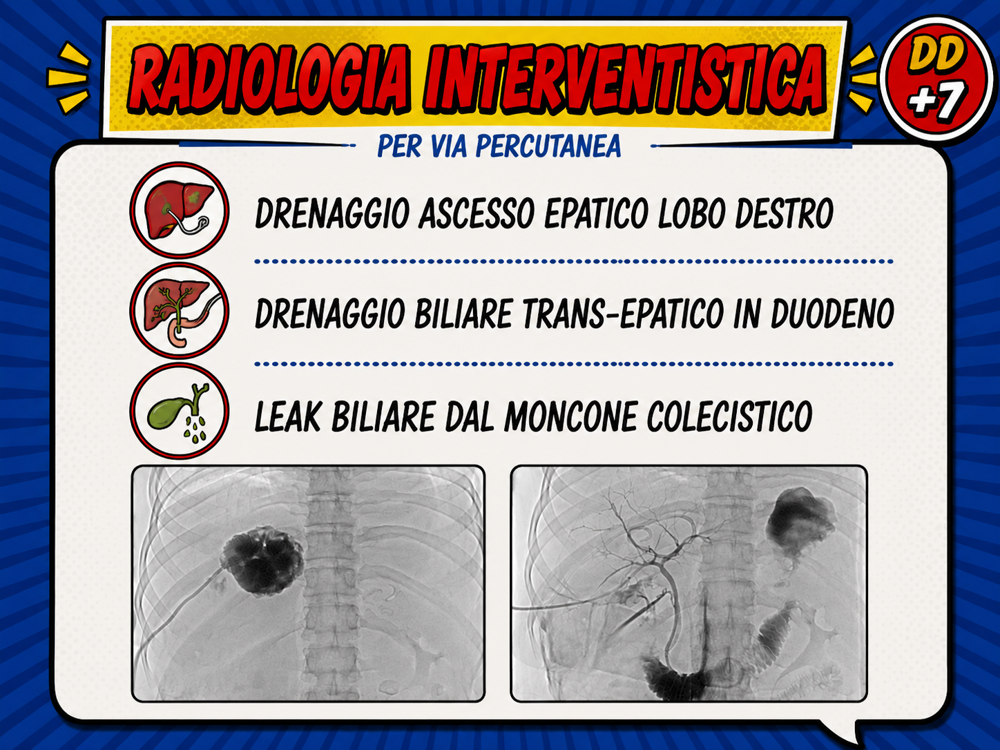 RADIOLOGIA INTERVENTISTICA
DD
+7
PER VIA PERCUTANEA
DRENAGGIO ASCESSO EPATICO LOBO DESTRO
DRENAGGIO BILIARE TRANS-EPATICO IN DUODENO
LEAK BILIARE DAL MONCONE COLECISTICO